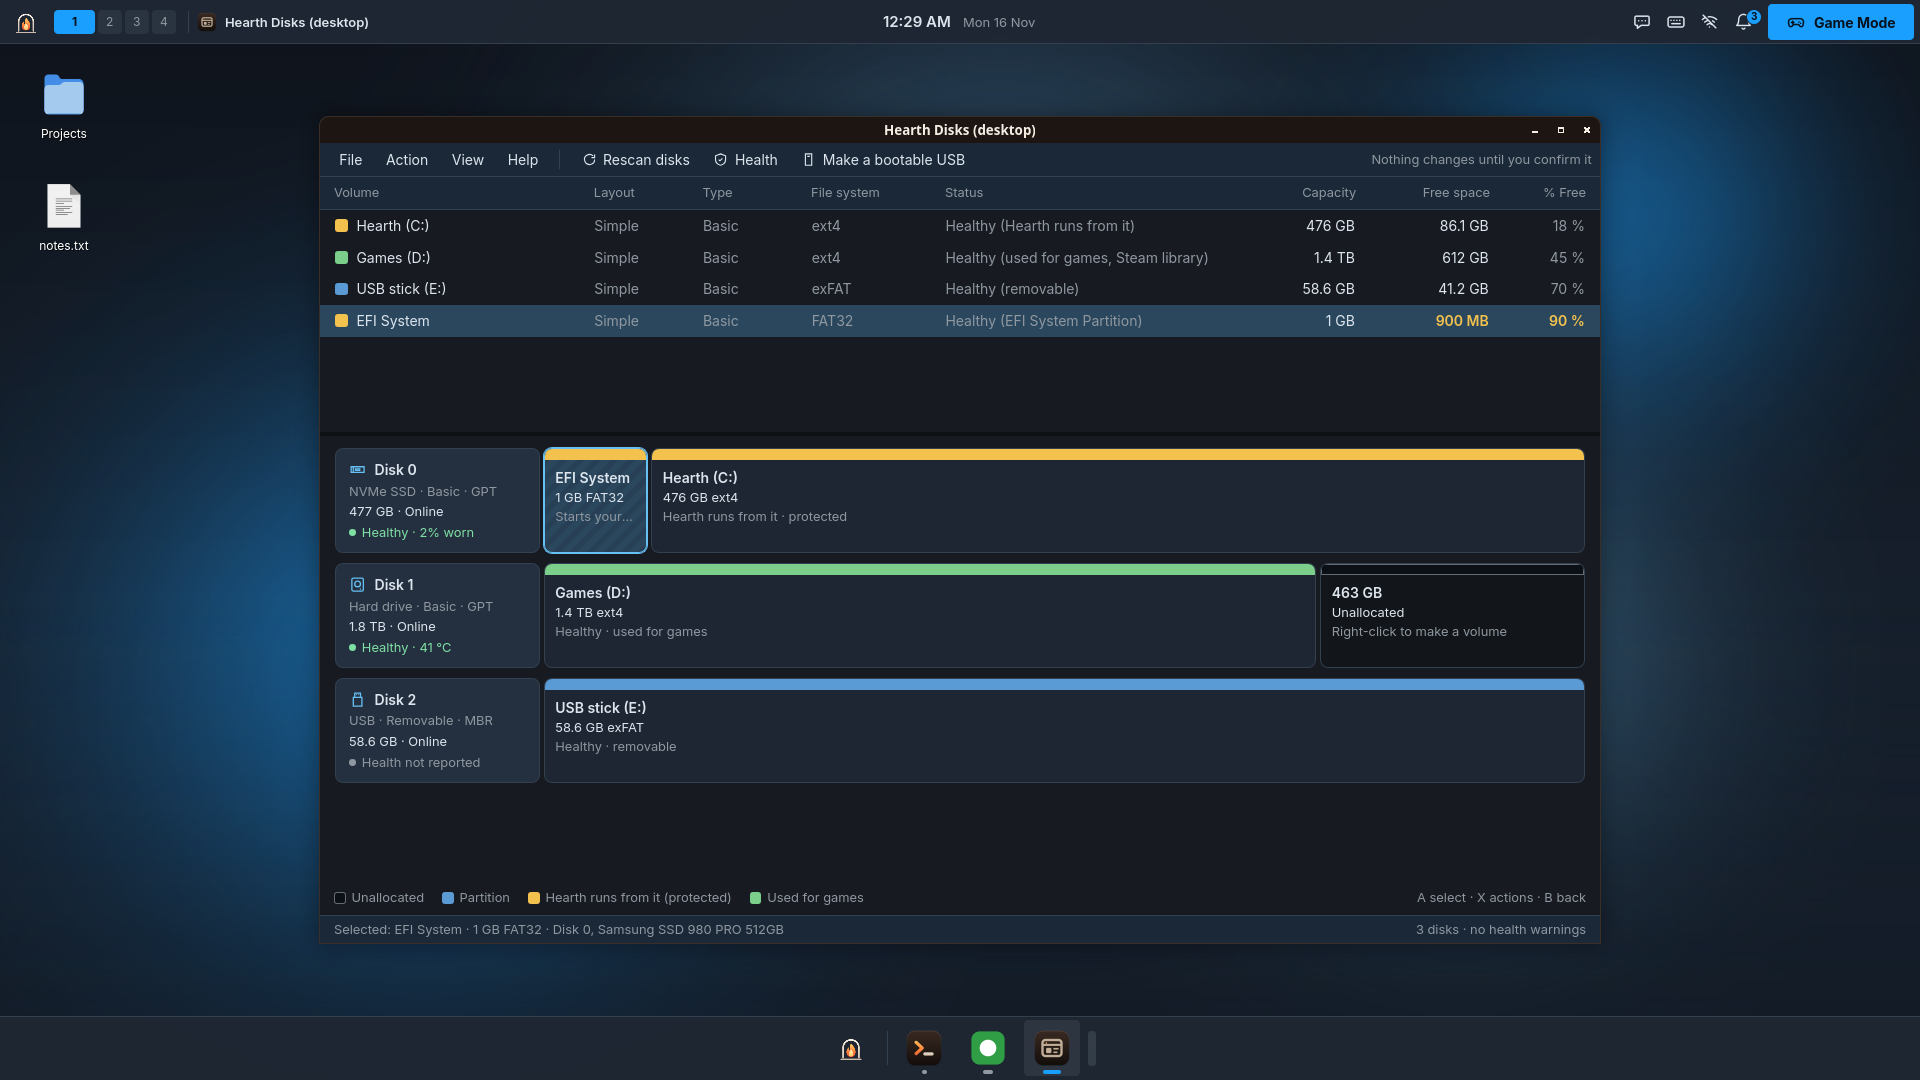 1 2 3 4 Hearth Disks (desktop) 12:29 AM Mon 16 Nov 3 Game Mode
Projects
notes.txt
Hearth Disks (desktop)
File Action View Help Rescan disks Health Make a bootable USB Nothing changes until you confirm it
Volume Layout Type File system Status Capacity Free space % Free
Hearth (C:) Simple Basic ext4 Healthy (Hearth runs from it) 476 GB 86.1 GB 18 %
Games (D:) Simple Basic ext4 Healthy (used for games, Steam library) 1.4 TB 612 GB 45 %
USB stick (E:) Simple Basic exFAT Healthy (removable) 58.6 GB 41.2 GB 70 %
EFI System Simple Basic FAT32 Healthy (EFI System Partition) 1 GB 900 MB 90 %
Disk 0
NVMe SSD · Basic · GPT
477 GB · Online
Healthy · 2% worn
EFI System
1 GB FAT32
Starts your...
Hearth (C:)
476 GB ext4
Hearth runs from it · protected
Disk 1
Hard drive · Basic · GPT
1.8 TB · Online
Healthy · 41 °C
Games (D:)
1.4 TB ext4
Healthy · used for games
463 GB
Unallocated
Right-click to make a volume
Disk 2
USB · Removable · MBR
58.6 GB · Online
Health not reported
USB stick (E:)
58.6 GB exFAT
Healthy · removable
Unallocated Partition Hearth runs from it (protected) Used for games A select · X actions · B back
Selected: EFI System · 1 GB FAT32 · Disk 0, Samsung SSD 980 PRO 512GB 3 disks · no health warnings